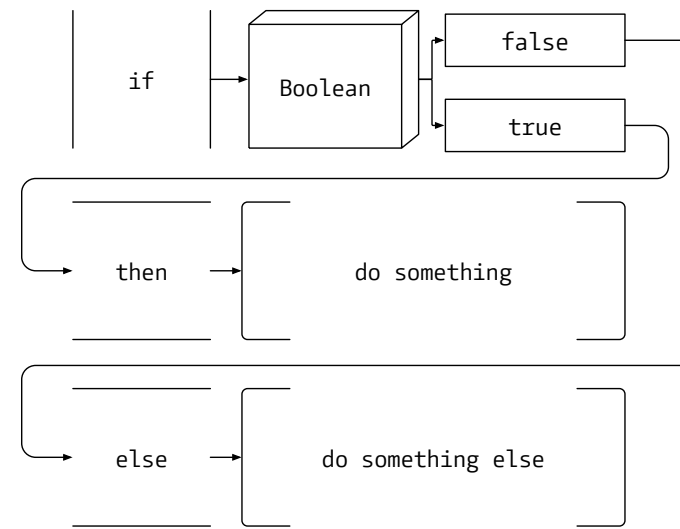 if
Boolean
false
true
then
do something
else
do something else